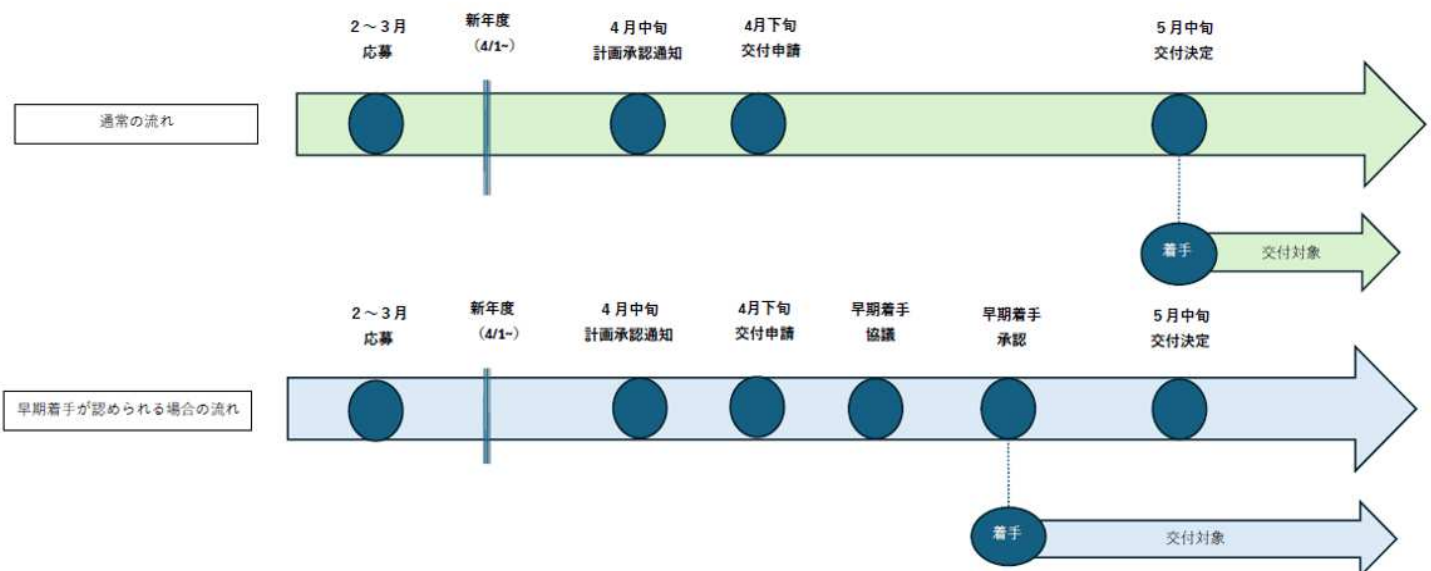 通常の流れ
2～3月
応募
新年度
（4/1~）
4月中旬
計画承認通知
4月下旬
交付申請
5月中旬
交付決定
着手
交付対象
早期着手が認められる場合の流れ
2～3月
応募
新年度
（4/1~）
4月中旬
計画承認通知
4月下旬
交付申請
早期着手
協議
早期着手
承認
5月中旬
交付決定
着手
交付対象